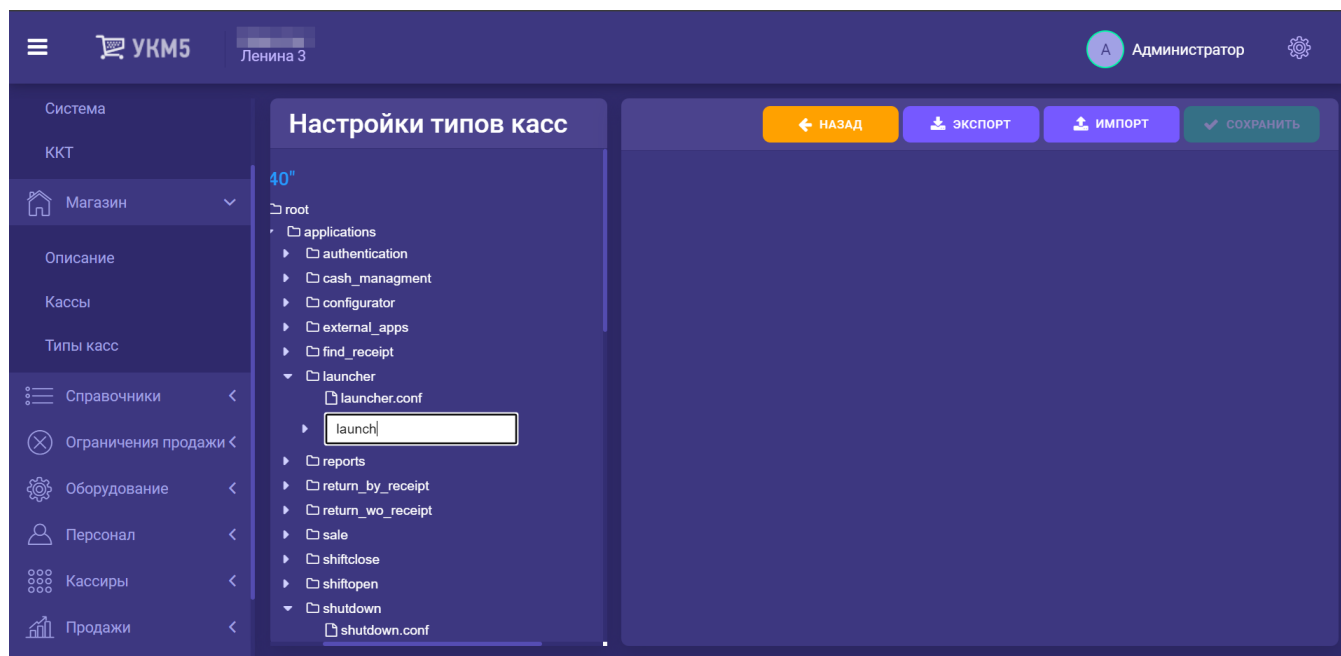 УКМ5
Ленина 3
А Администратор
Система
ККТ
Магазин
Описание
Кассы
Типы касс
Справочники
Ограничения продажи
Оборудование
Персонал
Кассиры
Продажи
Настройки типов касс
40"
root
applications
authentication
cash_managment
configurator
external_apps
find_receipt
launcher
launcher.conf
launch
reports
return_by_receipt
return_wo_receipt
sale
shiftclose
shiftopen
shutdown
shutdown.conf
НАЗАД
ЭКСПОРТ
ИМПОРТ
СОХРАНИТЬ